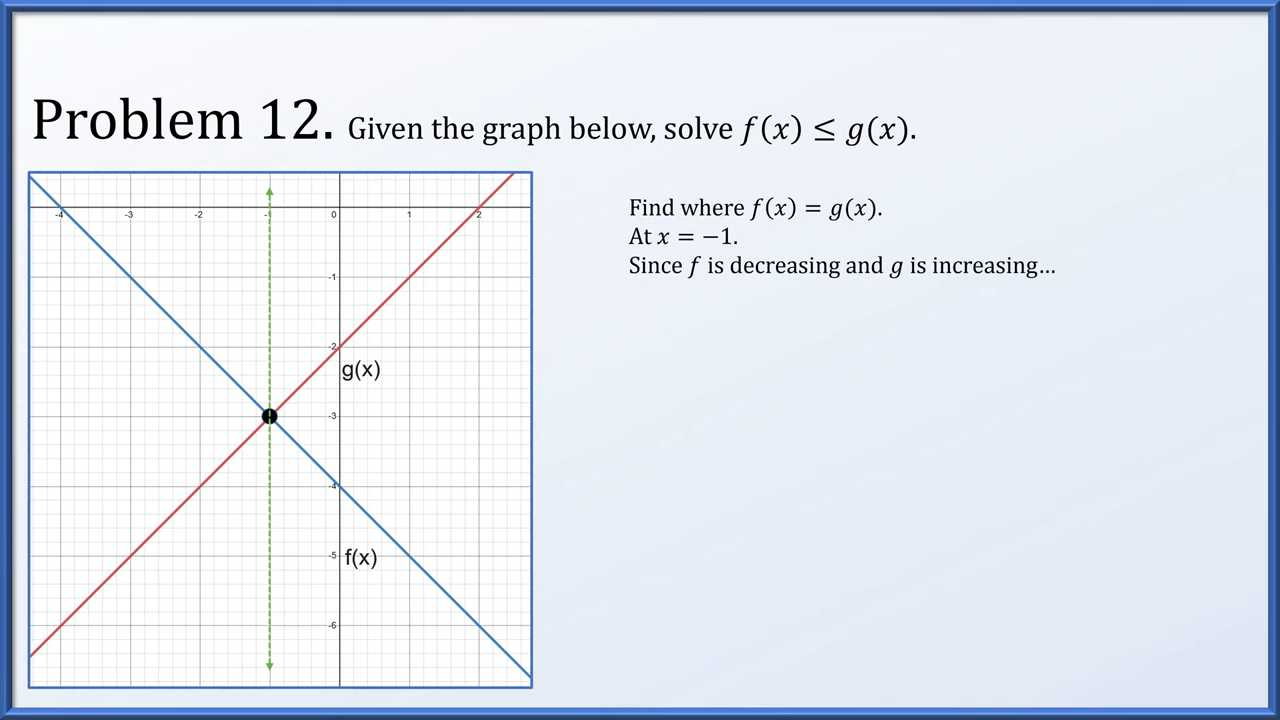 Problem 12. Given the graph below, solve 𝑓(𝑥) ≤ 𝑔(𝑥).
Find where 𝑓(𝑥) = 𝑔(𝑥).
At 𝑥 = −1.
Since 𝑓 is decreasing and 𝑔 is increasing…
-4 -3 -2 -1 0 1 2
-1
-2
g(x)
-3
-4
-5
f(x)
-6